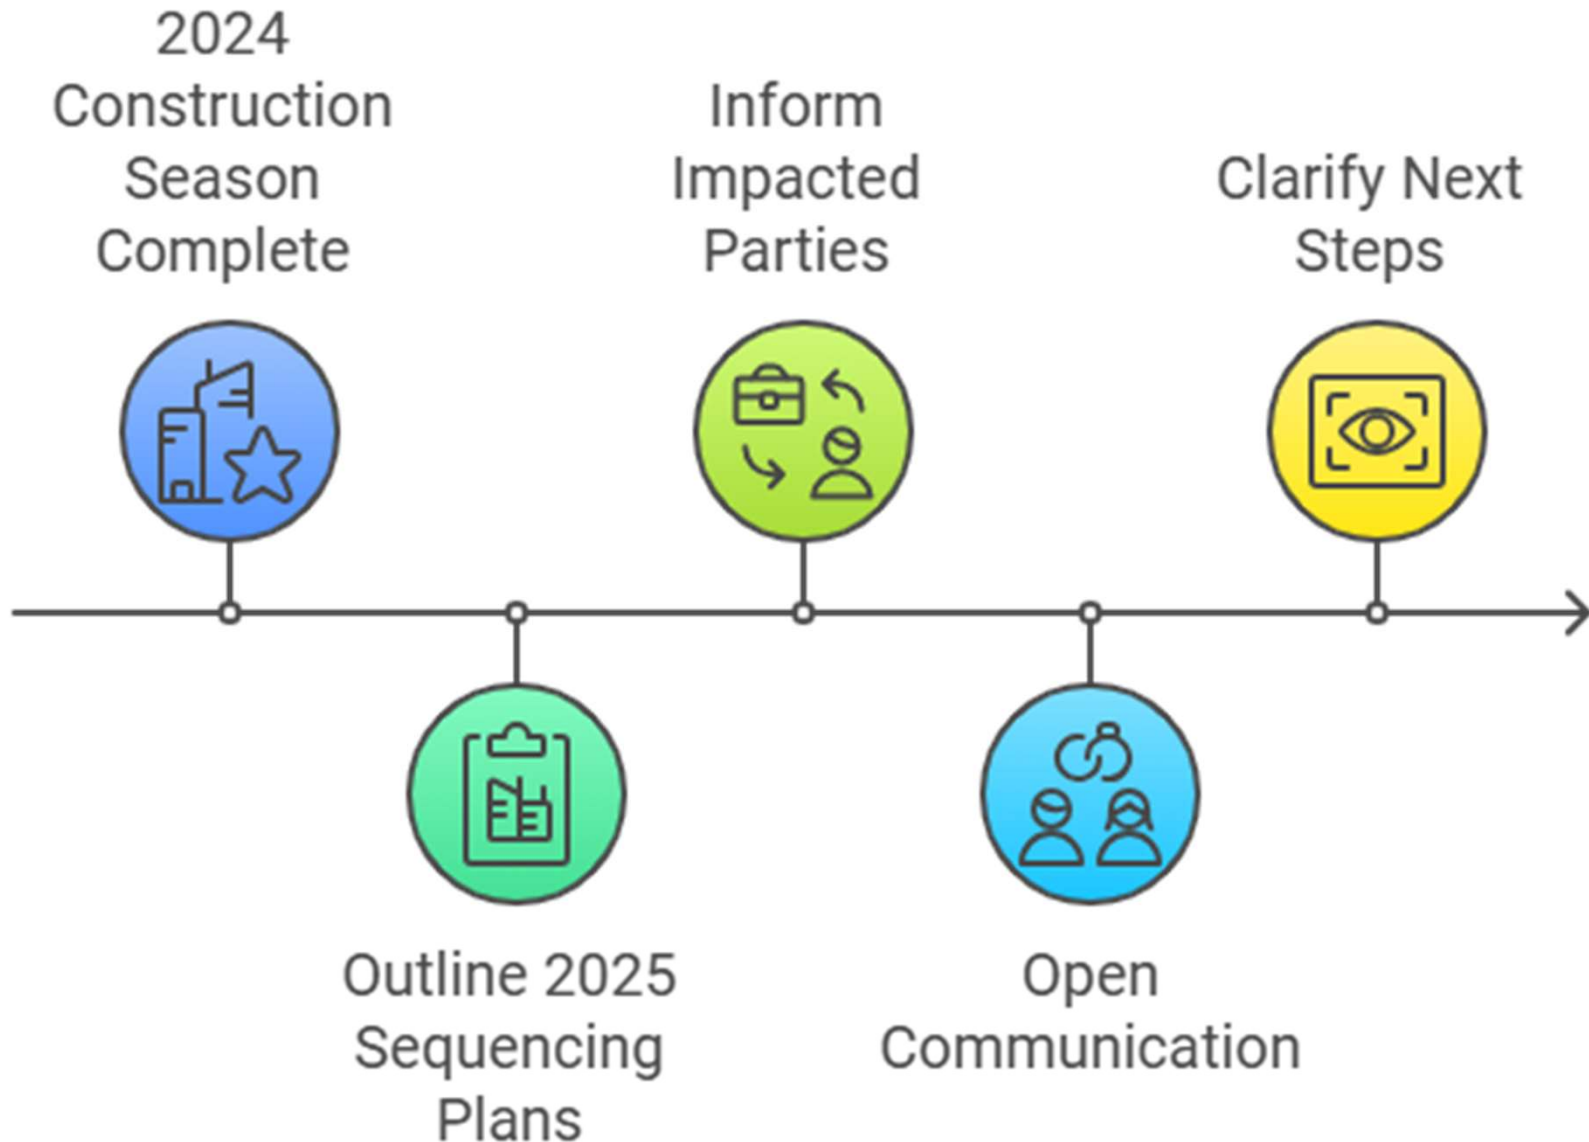 2024
Construction
Season
Complete
Outline 2025
Sequencing
Plans
Inform
Impacted
Parties
Open
Communication
Clarify Next
Steps